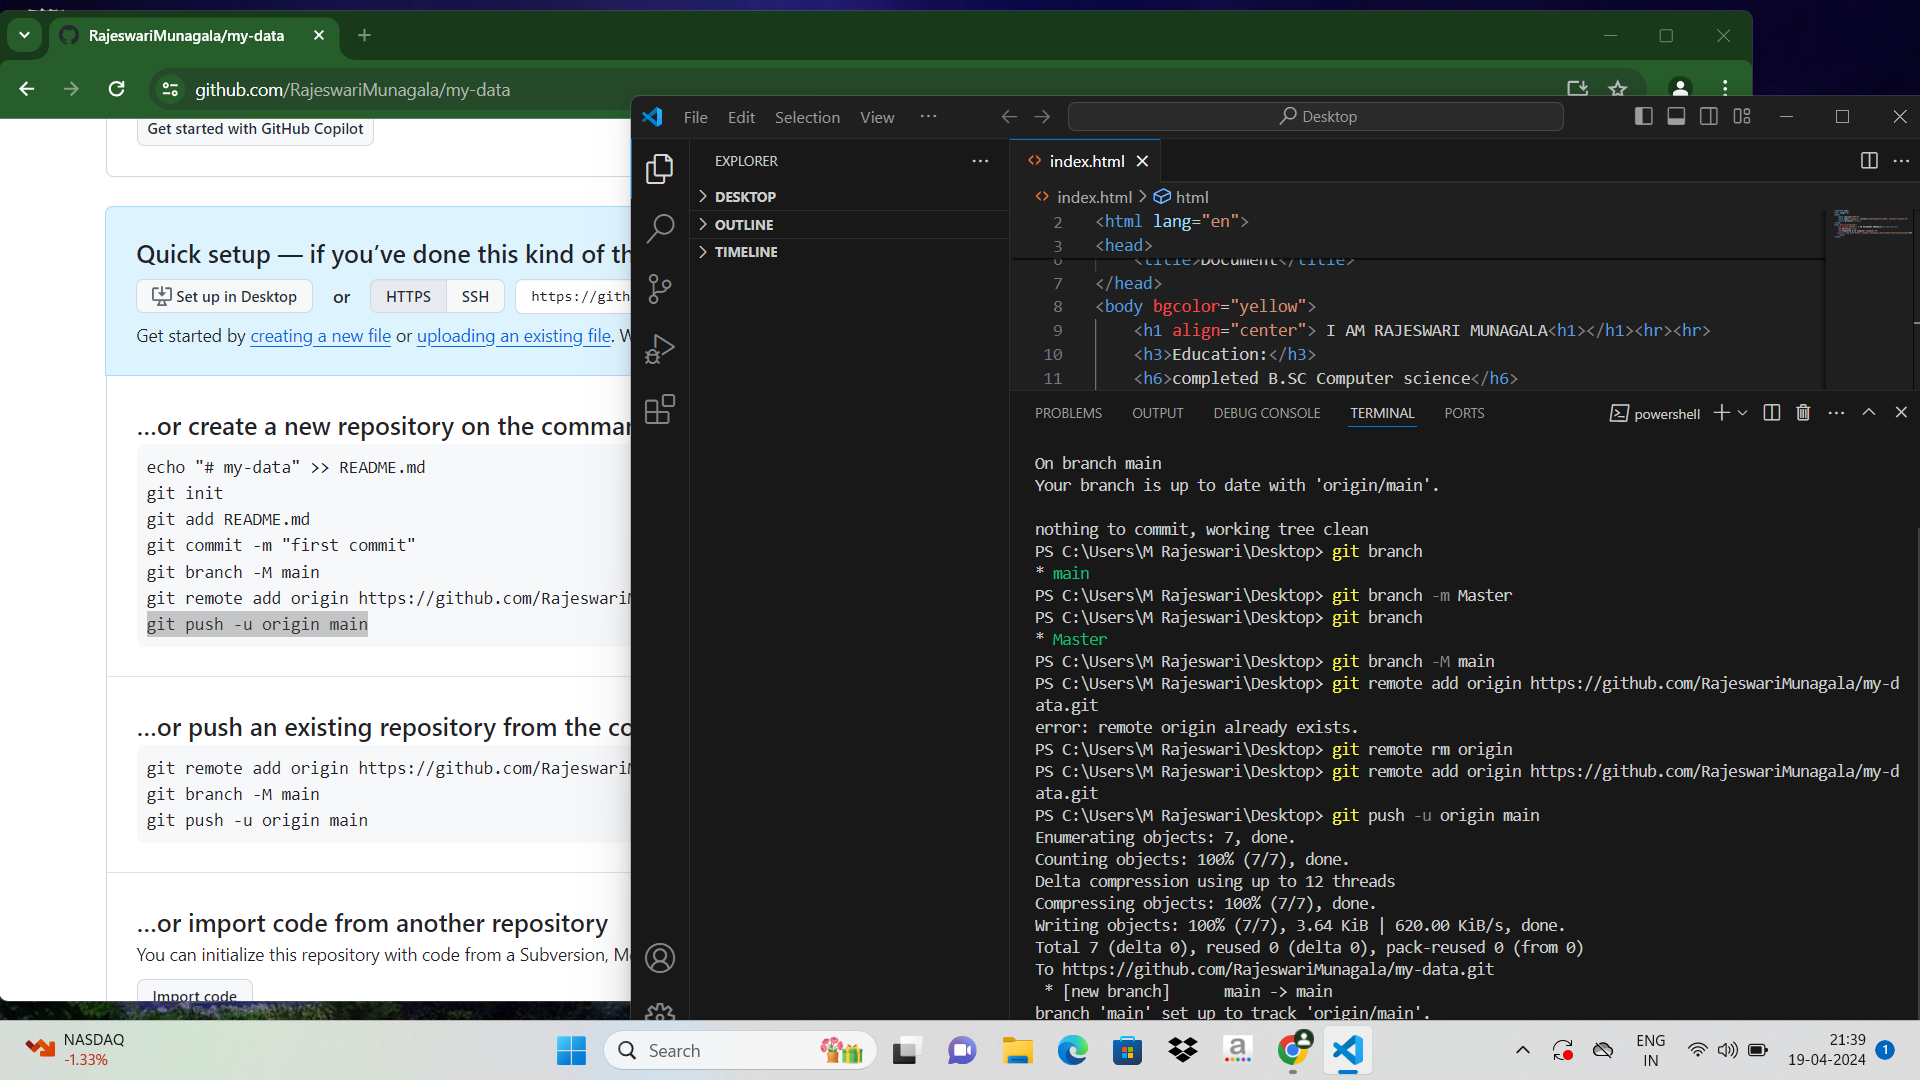 RajeswariMunagala/my-data
github.com/RajeswariMunagala/my-data
Get started with GitHub Copilot
Quick setup — if you've done this kind of th
Set up in Desktop
or
HTTPS
SSH
https://gith
Get started by creating a new file or uploading an existing file. W
...or create a new repository on the comman
echo "# my-data" >> README.md
git init
git add README.md
git commit -m "first commit"
git branch -M main
git remote add origin https://github.com/RajeswariM
git push -u origin main
...or push an existing repository from the co
git remote add origin https://github.com/RajeswariM
git branch -M main
git push -u origin main
...or import code from another repository
You can initialize this repository with code from a Subversion, Me
Import code
File Edit Selection View ...
Desktop
EXPLORER
DESKTOP
OUTLINE
TIMELINE
index.html
index.html > html
2 <html lang="en">
3 <head>
6 <title>Document</title>
7 </head>
8 <body bgcolor="yellow">
9 <h1 align="center"> I AM RAJESWARI MUNAGALA<h1></h1><hr><hr>
10 <h3>Education:</h3>
11 <h6>completed B.SC Computer science</h6>
PROBLEMS OUTPUT DEBUG CONSOLE TERMINAL PORTS
powershell
On branch main
Your branch is up to date with 'origin/main'.
nothing to commit, working tree clean
PS C:\Users\M Rajeswari\Desktop> git branch
* main
PS C:\Users\M Rajeswari\Desktop> git branch -m Master
PS C:\Users\M Rajeswari\Desktop> git branch
* Master
PS C:\Users\M Rajeswari\Desktop> git branch -M main
PS C:\Users\M Rajeswari\Desktop> git remote add origin https://github.com/RajeswariMunagala/my-d
ata.git
error: remote origin already exists.
PS C:\Users\M Rajeswari\Desktop> git remote rm origin
PS C:\Users\M Rajeswari\Desktop> git remote add origin https://github.com/RajeswariMunagala/my-d
ata.git
PS C:\Users\M Rajeswari\Desktop> git push -u origin main
Enumerating objects: 7, done.
Counting objects: 100% (7/7), done.
Delta compression using up to 12 threads
Compressing objects: 100% (7/7), done.
Writing objects: 100% (7/7), 3.64 KiB | 620.00 KiB/s, done.
Total 7 (delta 0), reused 0 (delta 0), pack-reused 0 (from 0)
To https://github.com/RajeswariMunagala/my-data.git
* [new branch] main -> main
branch 'main' set up to track 'origin/main'.
NASDAQ
-1.33%
Search
ENG
IN
21:39
19-04-2024
1